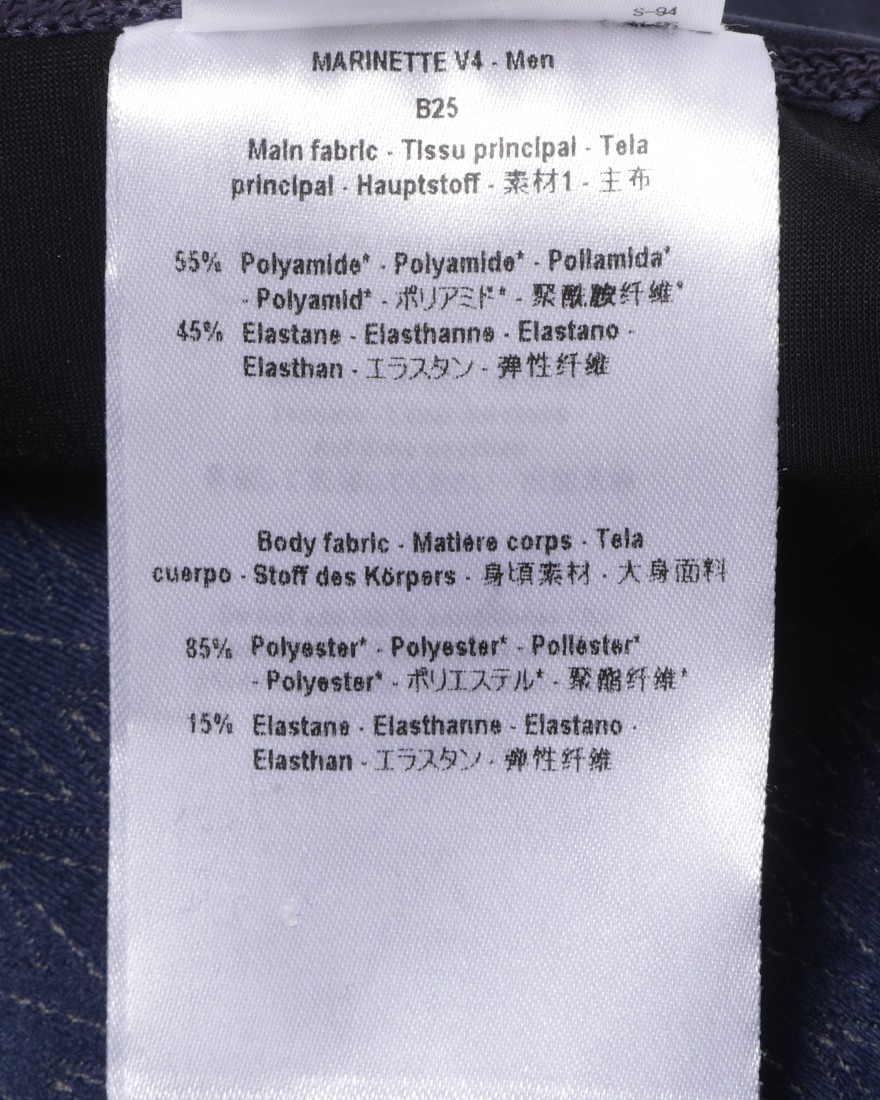 S-94
MARINETTE V4 - Men
B25
Main fabric - Tissu principal - Tela
principal - Hauptstoff - 素材1 - 主布
55% Polyamide* - Polyamide* - Poliamida*
- Polyamid* - ポリアミド* - 聚酰胺纤维*
45% Elastane - Elasthanne - Elastano -
Elasthan - エラスタン - 弹性纤维
Body fabric - Matière corps - Tela
cuerpo - Stoff des Körpers - 身頃素材 - 大身面料
85% Polyester* - Polyester* - Poliéster*
- Polyester* - ポリエステル* - 聚酯纤维*
15% Elastane - Elasthanne - Elastano -
Elasthan - エラスタン - 弹性纤维